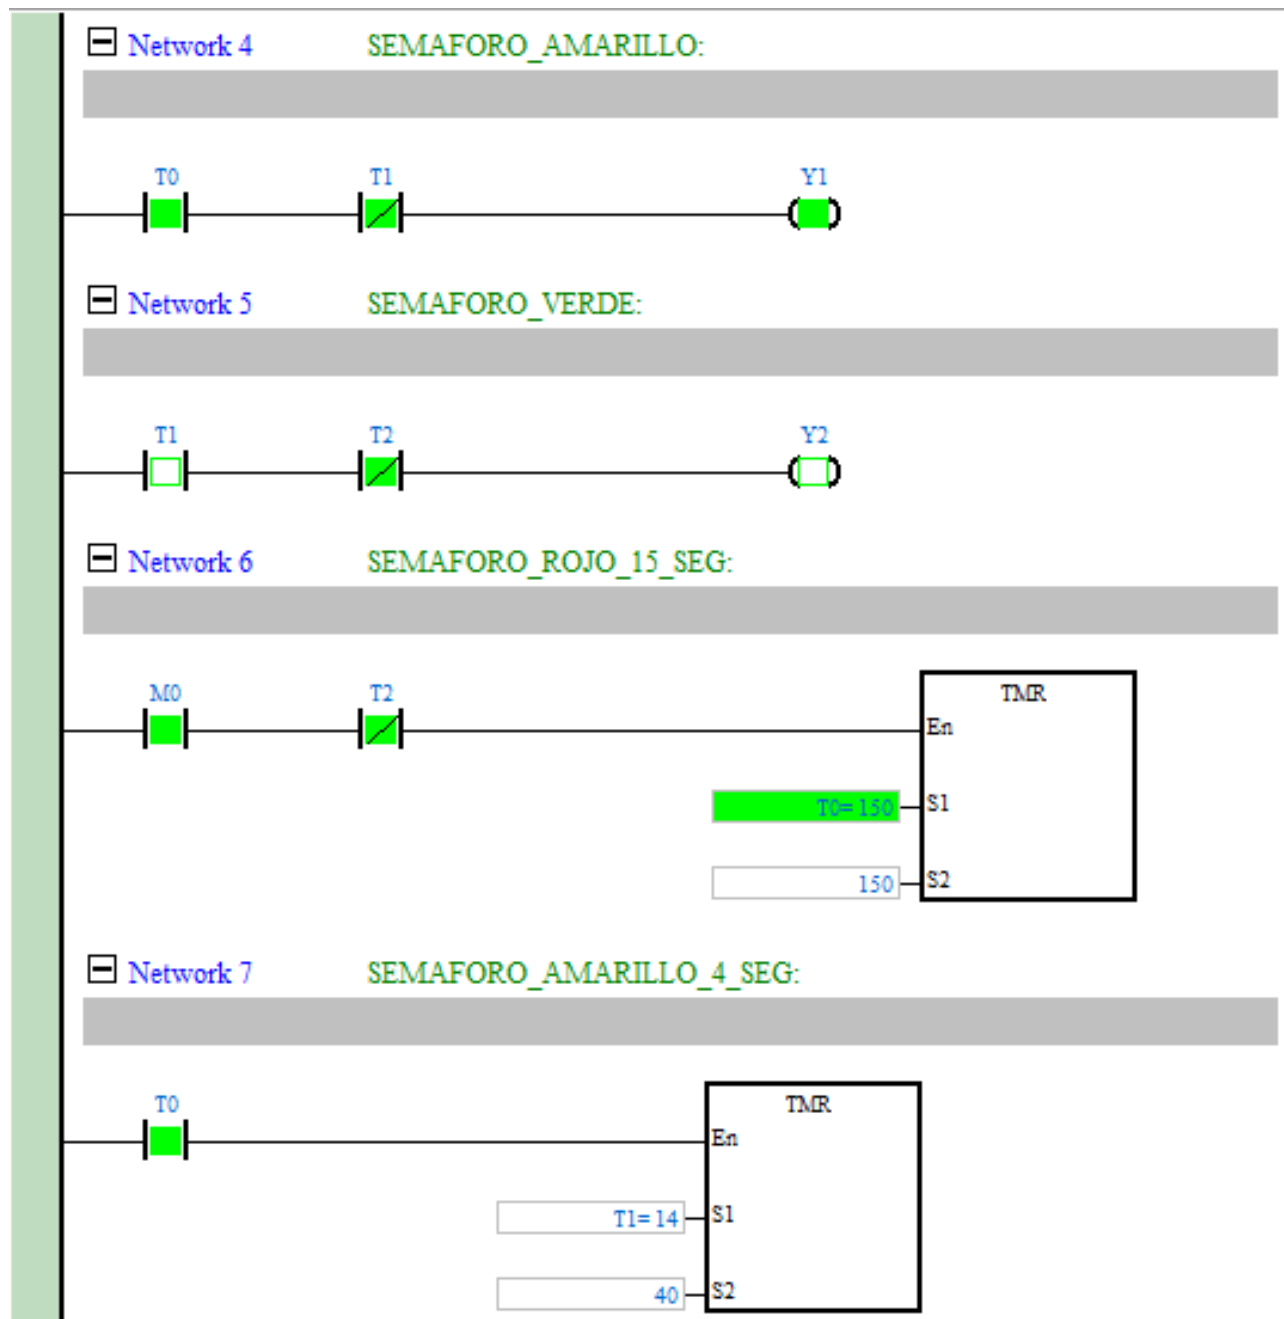 Network 4 SEMAFORO_AMARILLO:
T0 T1 Y1
Network 5 SEMAFORO_VERDE:
T1 T2 Y2
Network 6 SEMAFORO_ROJO_15_SEG:
M0 T2 TMR
En
T0= 150 S1
150 S2
Network 7 SEMAFORO_AMARILLO_4_SEG:
T0 TMR
En
T1= 14 S1
40 S2